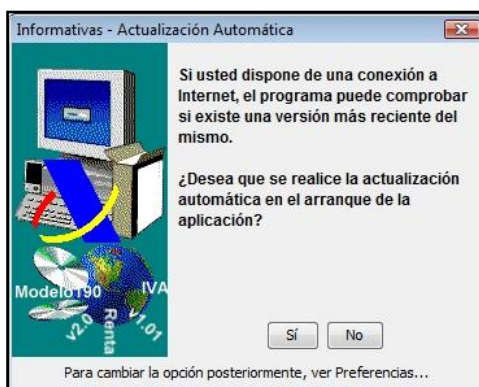 Informativas - Actualización Automática
Si usted dispone de una conexión a
Internet, el programa puede comprobar
si existe una versión más reciente del
mismo.
¿Desea que se realice la actualización
automática en el arranque de la
aplicación?
Modelo190
IVA
v2.0
Renta
v1.01
Sí
No
Para cambiar la opción posteriormente, ver Preferencias...